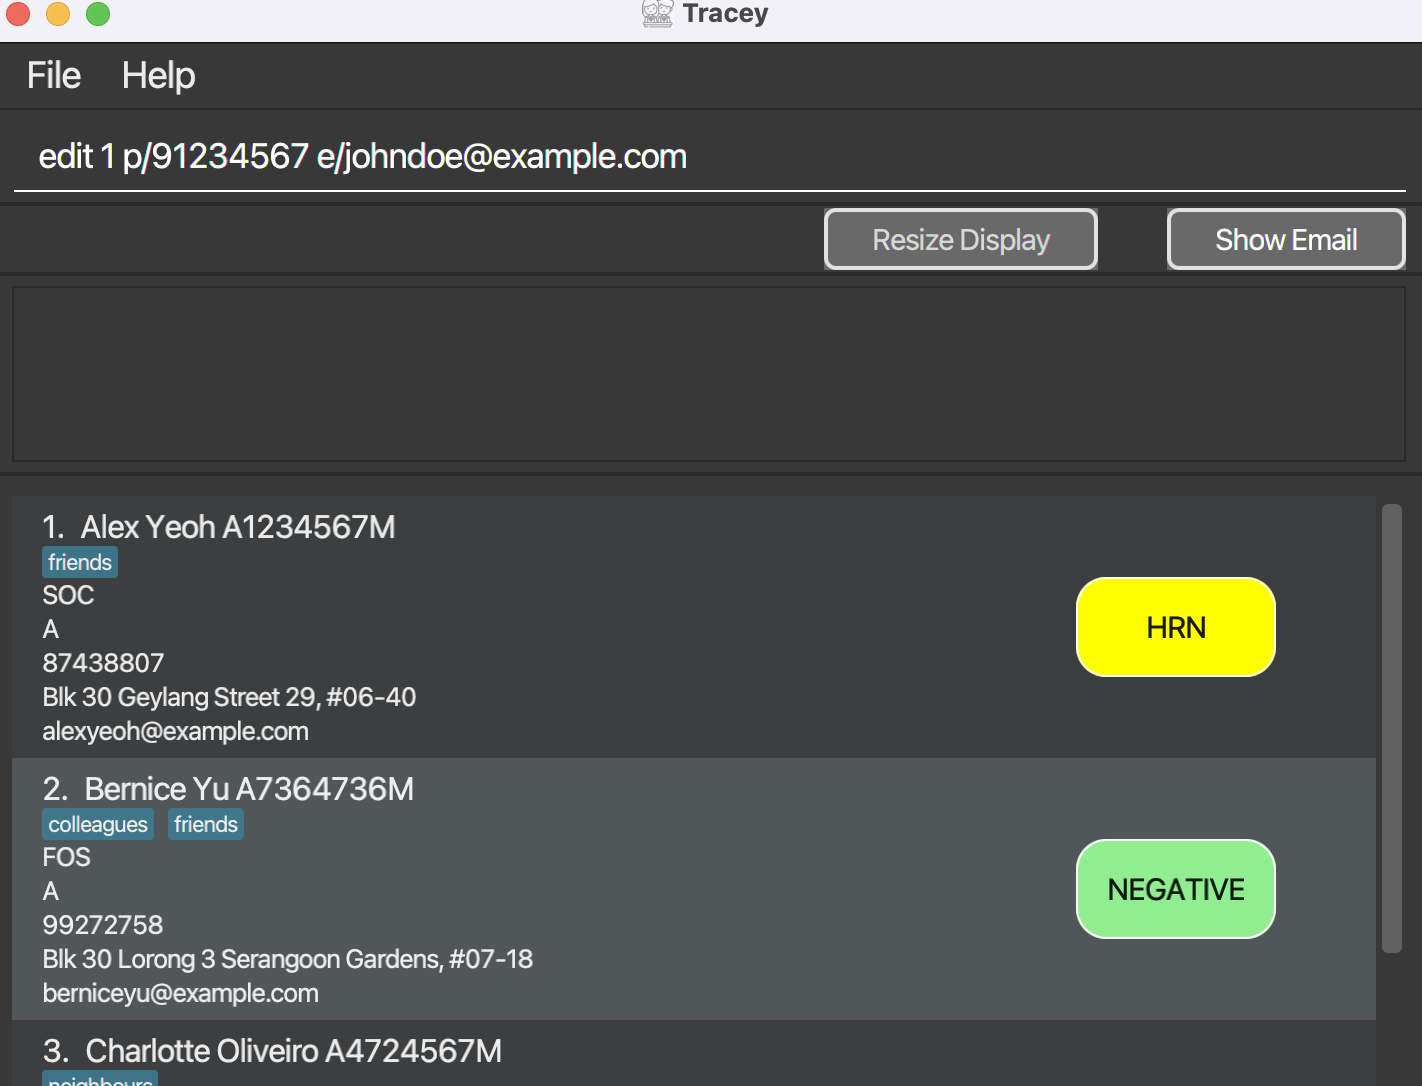 Tracey
File Help
edit 1 p/91234567 e/johndoe@example.com
Resize Display Show Email
1. Alex Yeoh A1234567M
friends
SOC
A
87438807
Blk 30 Geylang Street 29, #06-40
alexyeoh@example.com
HRN
2. Bernice Yu A7364736M
colleagues friends
FOS
A
99272758
Blk 30 Lorong 3 Serangoon Gardens, #07-18
berniceyu@example.com
NEGATIVE
3. Charlotte Oliveiro A4724567M
neighbours